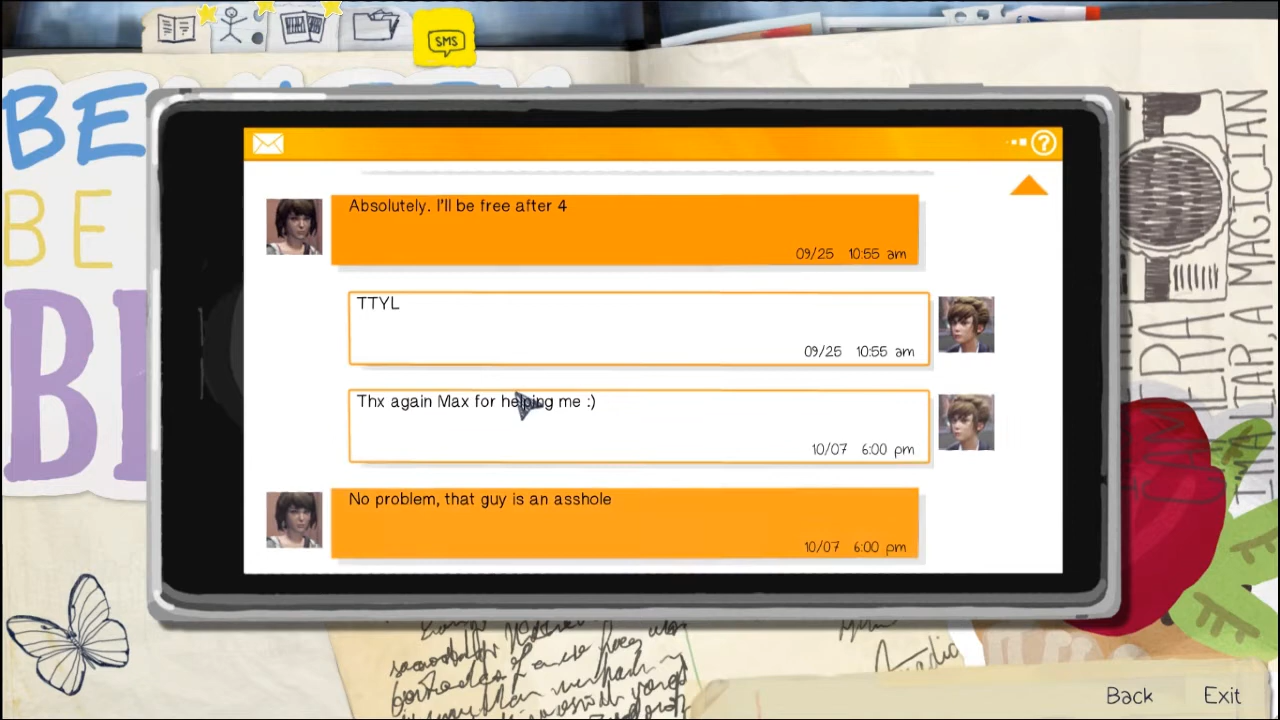 SMS
BE
BE
?
Absolutely. I'll be free after 4
09/25 10:55 am
TTYL
09/25 10:55 am
Thx again Max for helping me :)
10/07 6:00 pm
No problem, that guy is an asshole
10/07 6:00 pm
CAMERA
I'M A LIAR, A MAGICIAN
Back Exit